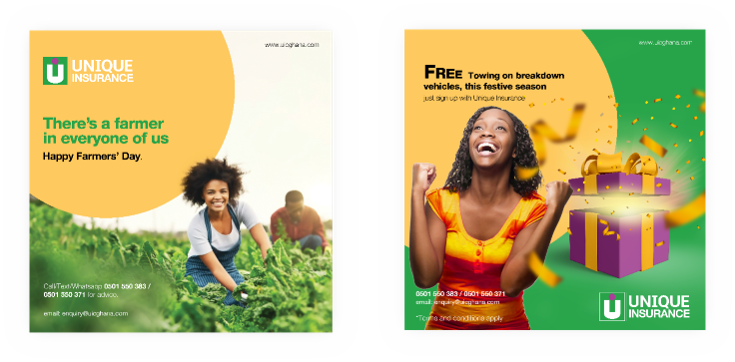 www.uicghana.com
UNIQUE
INSURANCE
There's a farmer
in everyone of us
Happy Farmers' Day.
Call/Text/Whatsapp 0501 550 383 /
0501 550 371 for advice.
email: enquiry@uicghana.com
www.uicghana.com
FREE Towing on breakdown
vehicles, this festive season
just sign up with Unique Insurance
0501 550 383 / 0501 550 371
email: enquiry@uicghana.com
*Terms and conditions apply
UNIQUE
INSURANCE